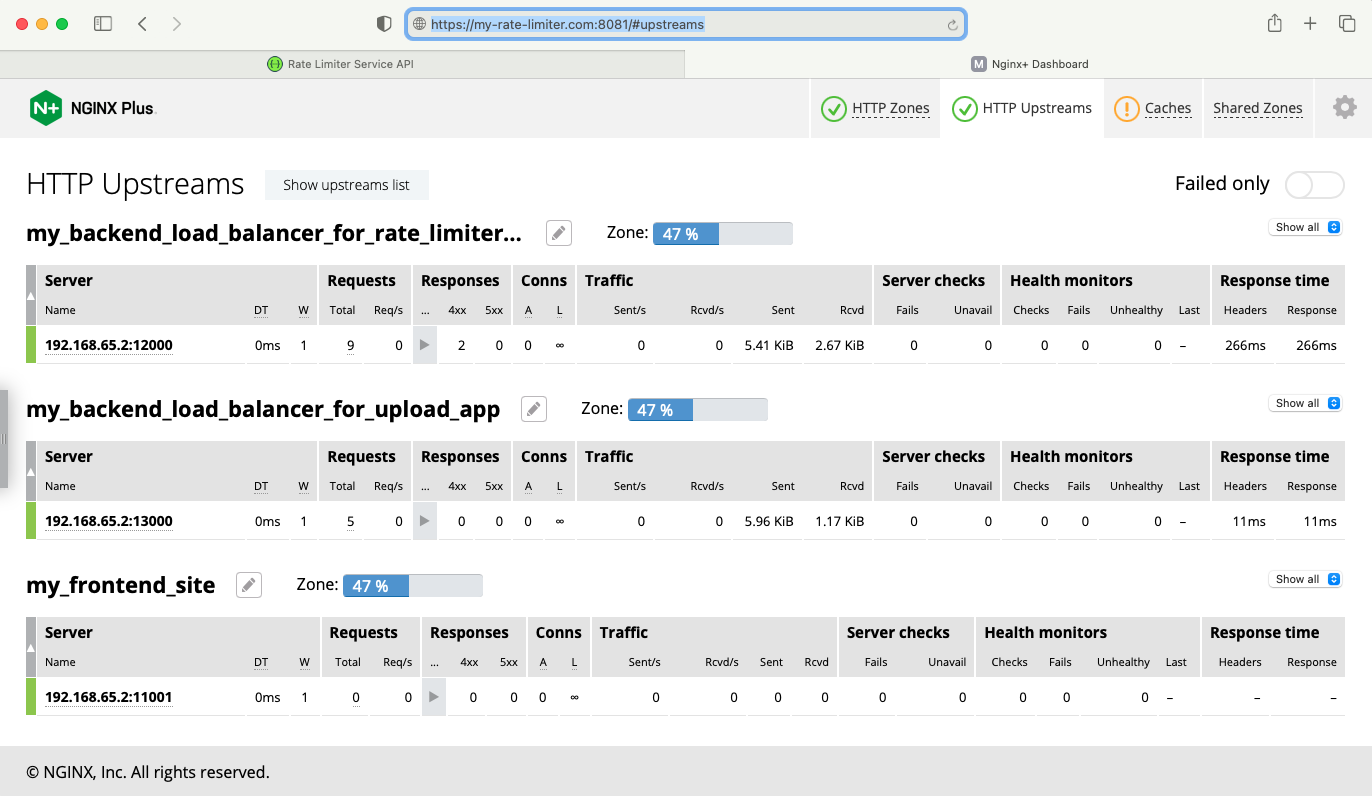 https://my-rate-limiter.com:8081/#upstreams
Rate Limiter Service API
M Nginx+ Dashboard
N+ NGINX Plus.
HTTP Zones HTTP Upstreams Caches Shared Zones
HTTP Upstreams Show upstreams list Failed only
my_backend_load_balancer_for_rate_limiter... Zone: 47 % Show all
Server Requests Responses Conns Traffic Server checks Health monitors Response time
Name DT W Total Req/s ... 4xx 5xx A L Sent/s Rcvd/s Sent Rcvd Fails Unavail Checks Fails Unhealthy Last Headers Response
192.168.65.2:12000 0ms 1 9 0 2 0 0 ∞ 0 0 5.41 KiB 2.67 KiB 0 0 0 0 0 – 266ms 266ms
my_backend_load_balancer_for_upload_app Zone: 47 % Show all
Server Requests Responses Conns Traffic Server checks Health monitors Response time
Name DT W Total Req/s ... 4xx 5xx A L Sent/s Rcvd/s Sent Rcvd Fails Unavail Checks Fails Unhealthy Last Headers Response
192.168.65.2:13000 0ms 1 5 0 0 0 0 ∞ 0 0 5.96 KiB 1.17 KiB 0 0 0 0 0 – 11ms 11ms
my_frontend_site Zone: 47 % Show all
Server Requests Responses Conns Traffic Server checks Health monitors Response time
Name DT W Total Req/s ... 4xx 5xx A L Sent/s Rcvd/s Sent Rcvd Fails Unavail Checks Fails Unhealthy Last Headers Response
192.168.65.2:11001 0ms 1 0 0 0 0 0 ∞ 0 0 0 0 0 0 0 0 0 – – –
© NGINX, Inc. All rights reserved.